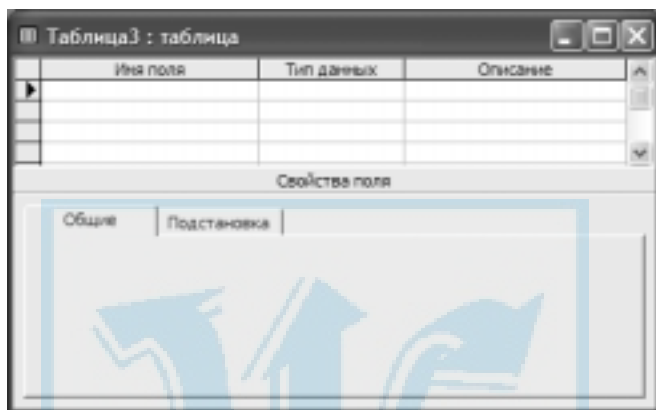 Таблица3 : таблица
Имя поля Тип данных Описание
Свойства поля
Общие Подстановка